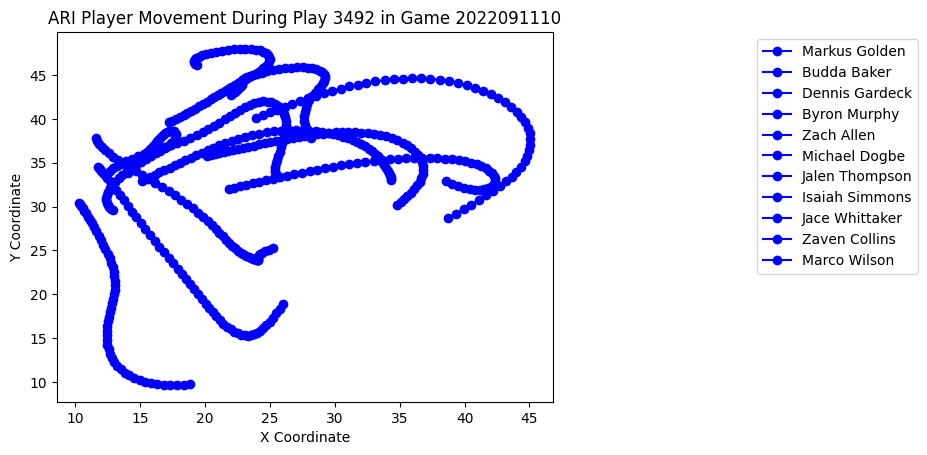 ARI Player Movement During Play 3492 in Game 2022091110
Y Coordinate
45
40
35
30
25
20
15
10
10 15 20 25 30 35 40 45
X Coordinate
Markus Golden
Budda Baker
Dennis Gardeck
Byron Murphy
Zach Allen
Michael Dogbe
Jalen Thompson
Isaiah Simmons
Jace Whittaker
Zaven Collins
Marco Wilson